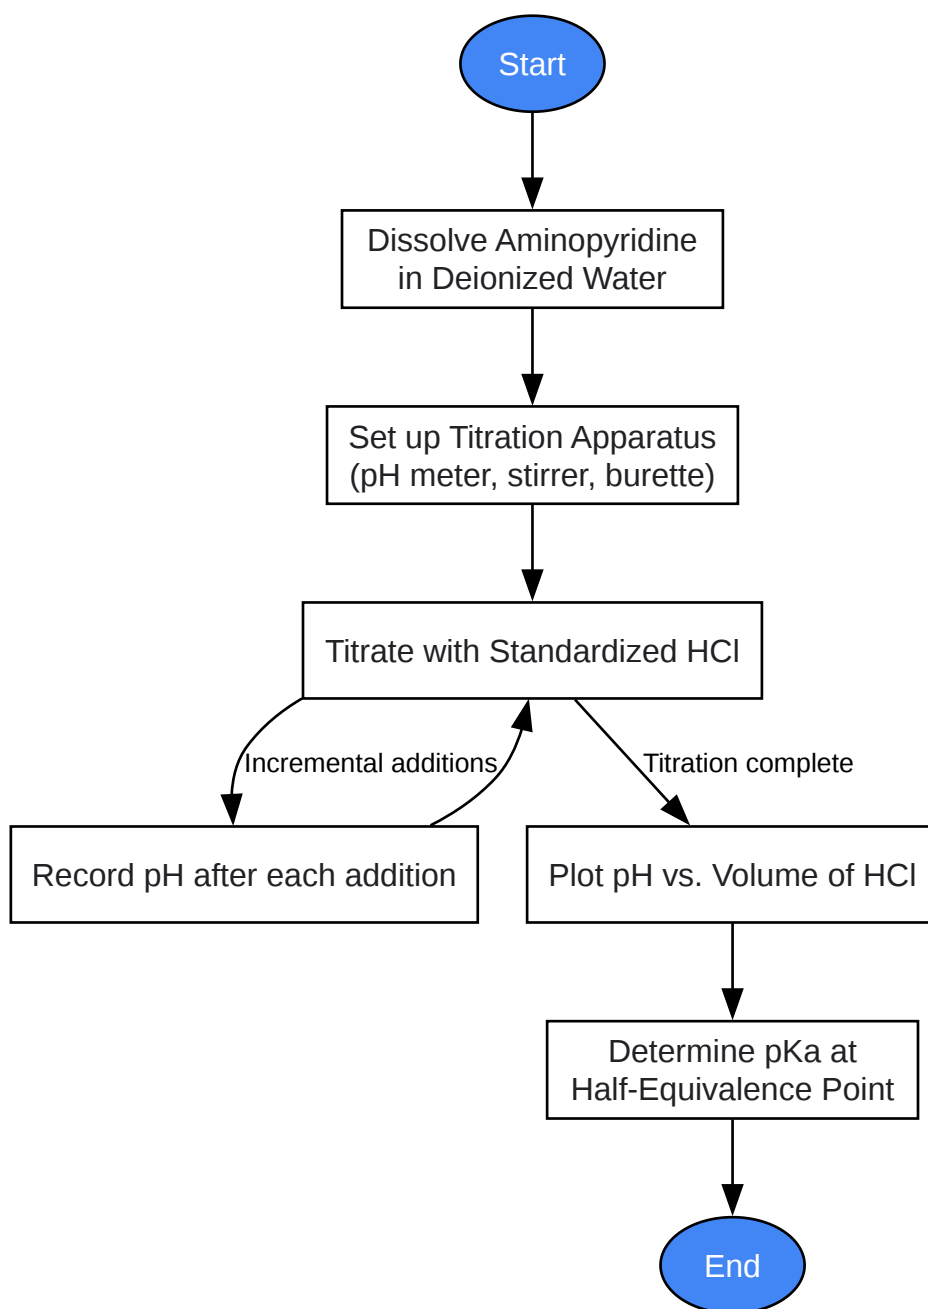 Start
Dissolve Aminopyridine
in Deionized Water
Set up Titration Apparatus
(pH meter, stirrer, burette)
Titrate with Standardized HCl
Incremental additions
Titration complete
Record pH after each addition
Plot pH vs. Volume of HCl
Determine pKa at
Half-Equivalence Point
End